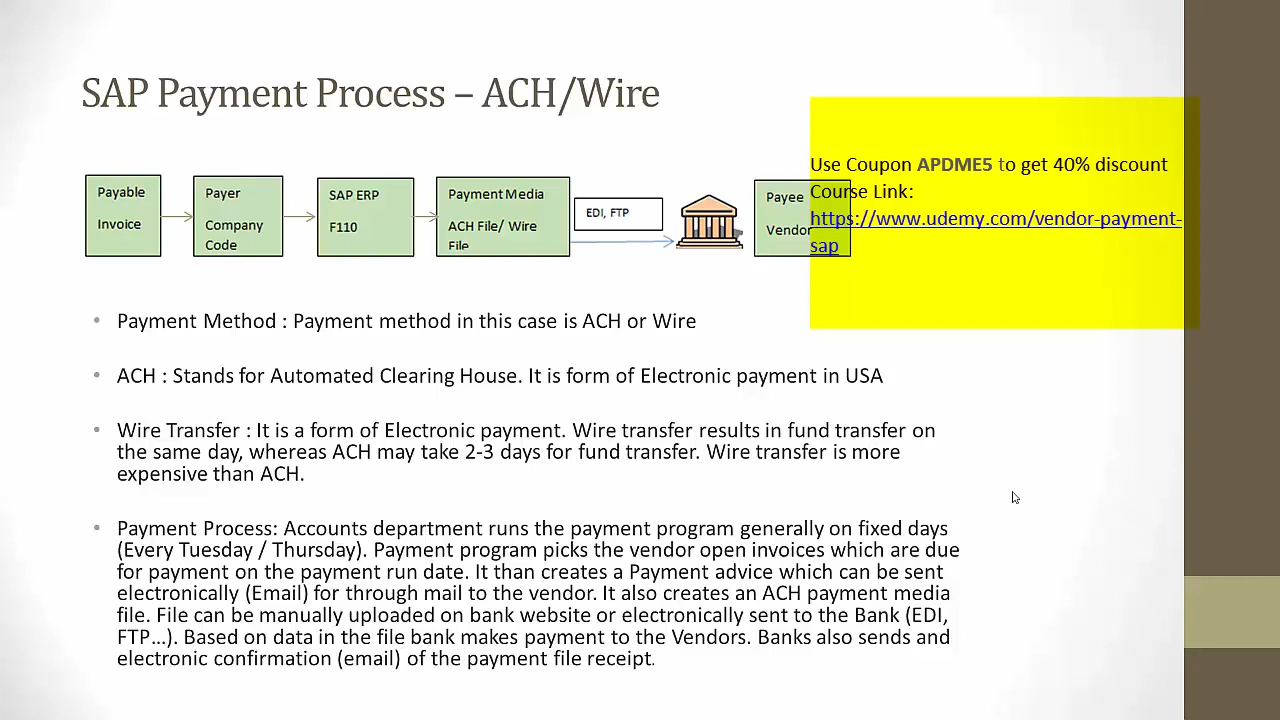 SAP Payment Process – ACH/Wire
Use Coupon APDME5 to get 40% discount
Course Link:
https://www.udemy.com/vendor-payment-
sap
Payable
Invoice
Payer
Company
Code
SAP ERP
F110
Payment Media
ACH File/ Wire
File
EDI, FTP
Payee
Vendor
• Payment Method : Payment method in this case is ACH or Wire
• ACH : Stands for Automated Clearing House. It is form of Electronic payment in USA
• Wire Transfer : It is a form of Electronic payment. Wire transfer results in fund transfer on
the same day, whereas ACH may take 2-3 days for fund transfer. Wire transfer is more
expensive than ACH.
• Payment Process: Accounts department runs the payment program generally on fixed days
(Every Tuesday / Thursday). Payment program picks the vendor open invoices which are due
for payment on the payment run date. It than creates a Payment advice which can be sent
electronically (Email) for through mail to the vendor. It also creates an ACH payment media
file. File can be manually uploaded on bank website or electronically sent to the Bank (EDI,
FTP…). Based on data in the file bank makes payment to the Vendors. Banks also sends and
electronic confirmation (email) of the payment file receipt.